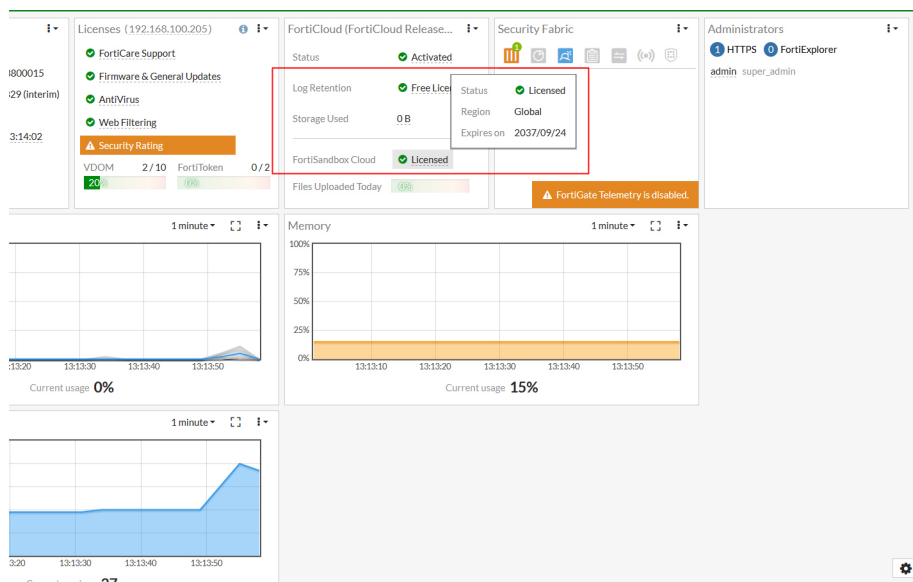 Licenses (192.168.100.205)
FortiCare Support
Firmware & General Updates
AntiVirus
Web Filtering
Security Rating
VDOM 2 / 10 FortiToken 0 / 2
20% 0%
3800015
29 (interim)
3:14:02
FortiCloud (FortiCloud Release...
Status Activated
Log Retention Free Lice
Storage Used 0 B
FortiSandbox Cloud Licensed
Files Uploaded Today 0%
Status Licensed
Region Global
Expires on 2037/09/24
Security Fabric
1
FortiGate Telemetry is disabled.
Administrators
1 HTTPS 0 FortiExplorer
admin super_admin
1 minute
:13:20 13:13:30 13:13:40 13:13:50
Current usage 0%
Memory 1 minute
100%
75%
50%
25%
0%
13:13:10 13:13:20 13:13:30 13:13:40 13:13:50
Current usage 15%
1 minute
3:20 13:13:30 13:13:40 13:13:50
27